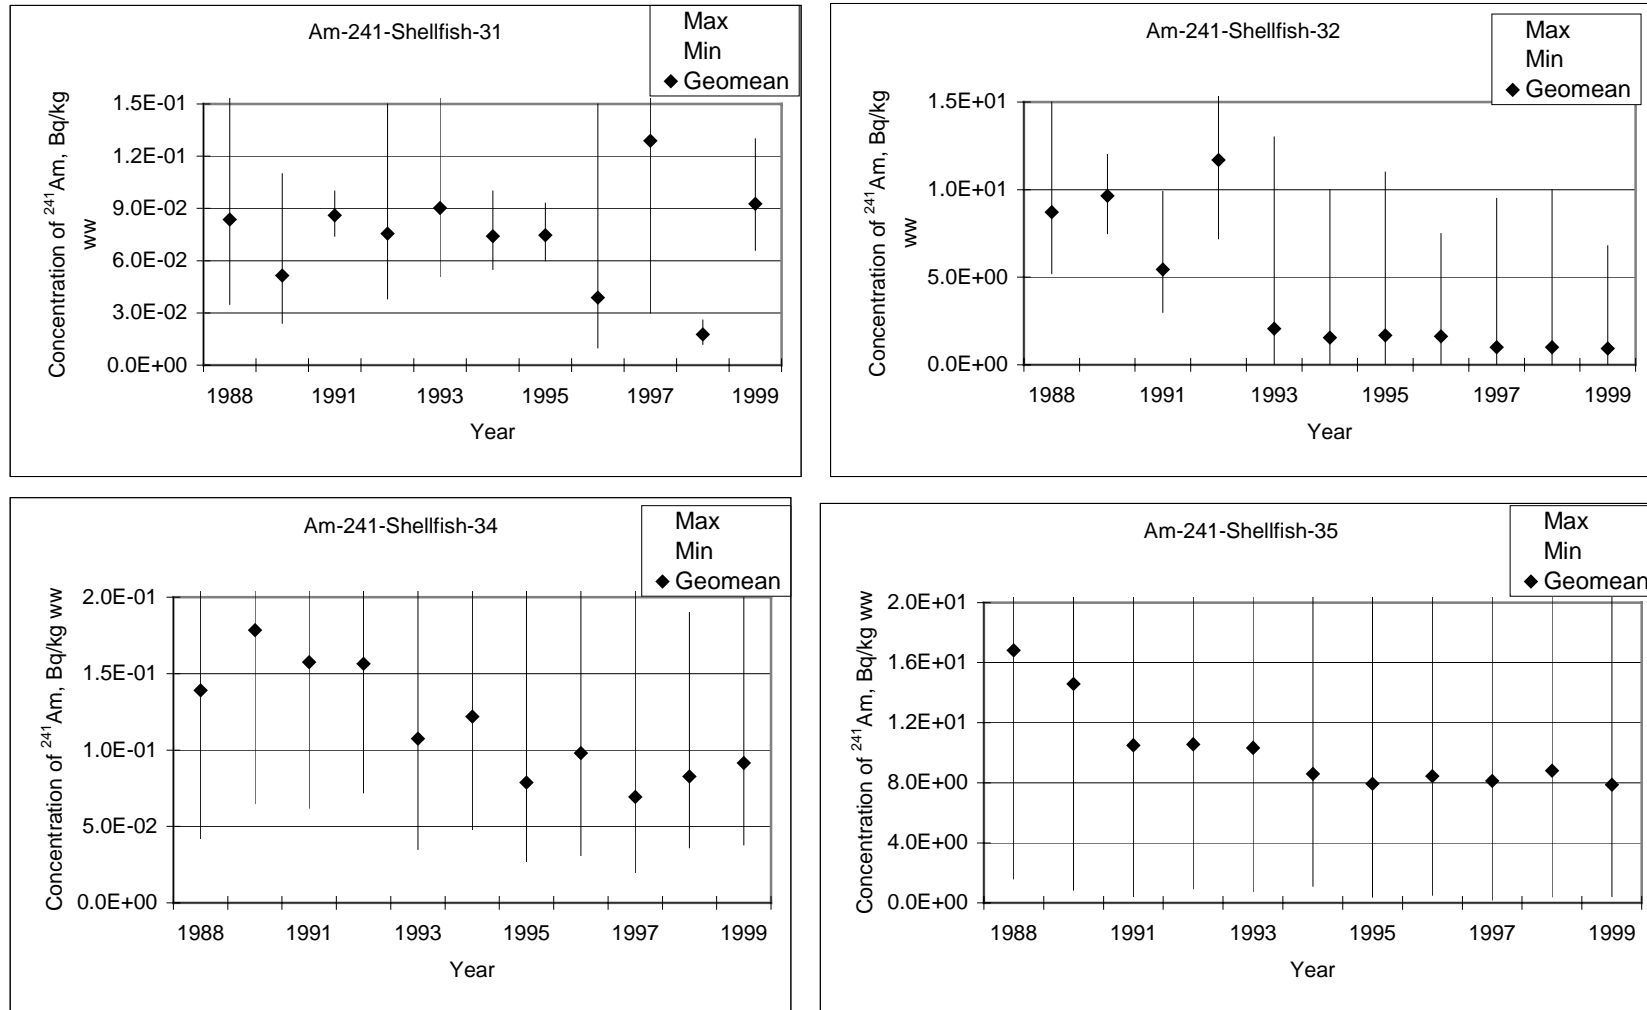 Am-241-Shellfish-31
Max
Min
Geomean
Concentration of 241Am, Bq/kg
ww
1.5E-01
1.2E-01
9.0E-02
6.0E-02
3.0E-02
0.0E+00
1988 1991 1993 1995 1997 1999
Year
Am-241-Shellfish-32
Max
Min
Geomean
Concentration of 241Am, Bq/kg
ww
1.5E+01
1.0E+01
5.0E+00
0.0E+00
1988 1991 1993 1995 1997 1999
Year
Am-241-Shellfish-34
Max
Min
Geomean
Concentration of 241Am, Bq/kg ww
2.0E-01
1.5E-01
1.0E-01
5.0E-02
0.0E+00
1988 1991 1993 1995 1997 1999
Year
Am-241-Shellfish-35
Max
Min
Geomean
Concentration of 241Am, Bq/kg ww
2.0E+01
1.6E+01
1.2E+01
8.0E+00
4.0E+00
0.0E+00
1988 1991 1993 1995 1997 1999
Year